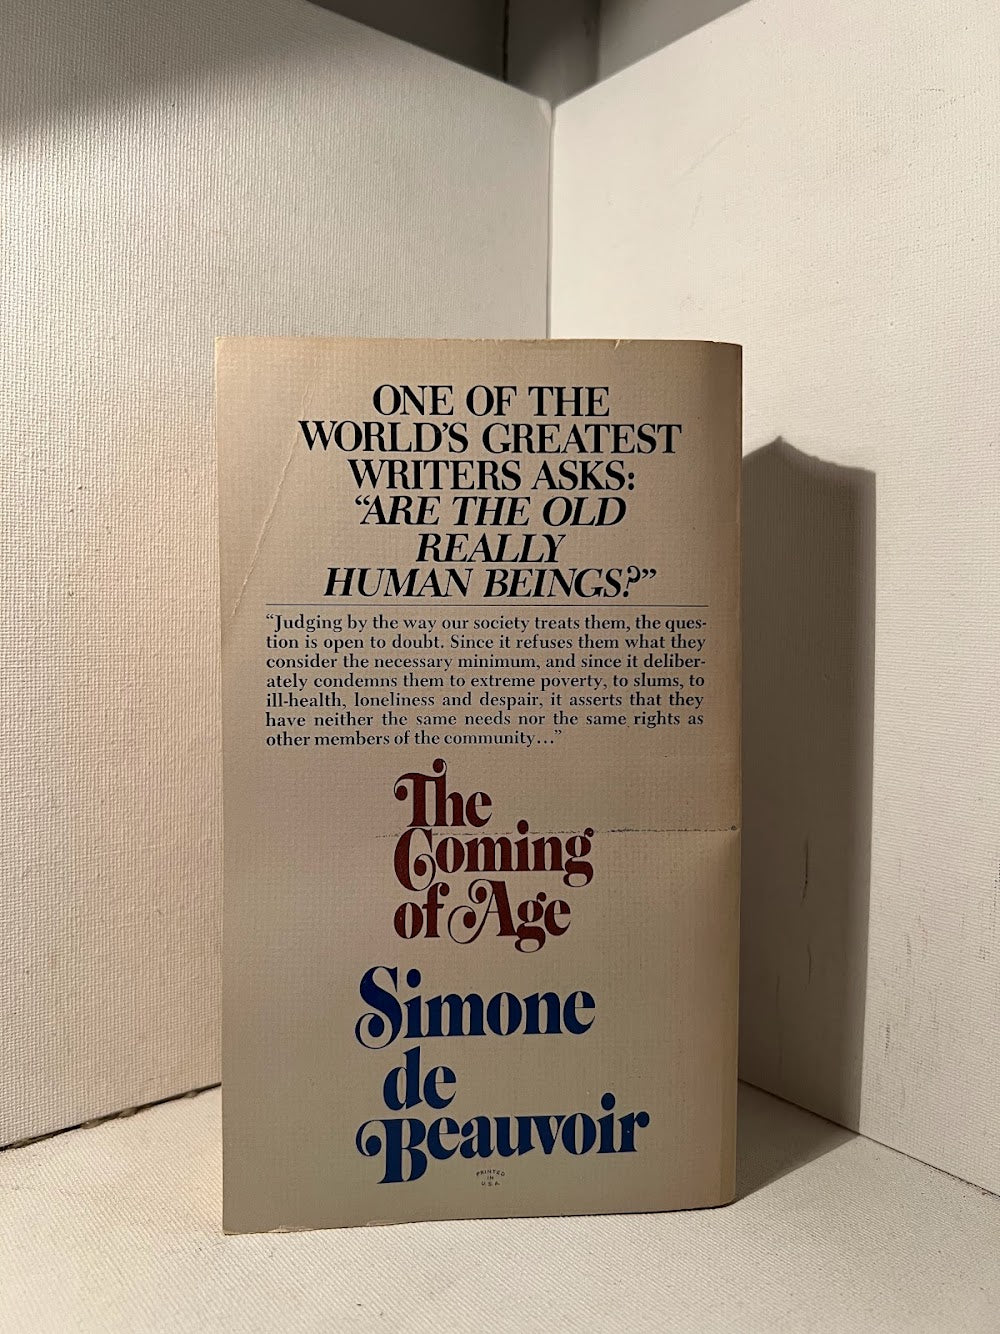 ONE OF THE
WORLD'S GREATEST
WRITERS ASKS:
“ARE THE OLD
REALLY
HUMAN BEINGS?”
“Judging by the way our society treats them, the ques-
tion is open to doubt. Since it refuses them what they
consider the necessary minimum, and since it deliber-
ately condemns them to extreme poverty, to slums, to
ill-health, loneliness and despair, it asserts that they
have neither the same needs nor the same rights as
other members of the community...”
The
Coming
of Age
Simone
de
Beauvoir
PRINTED
IN
U.S.A.